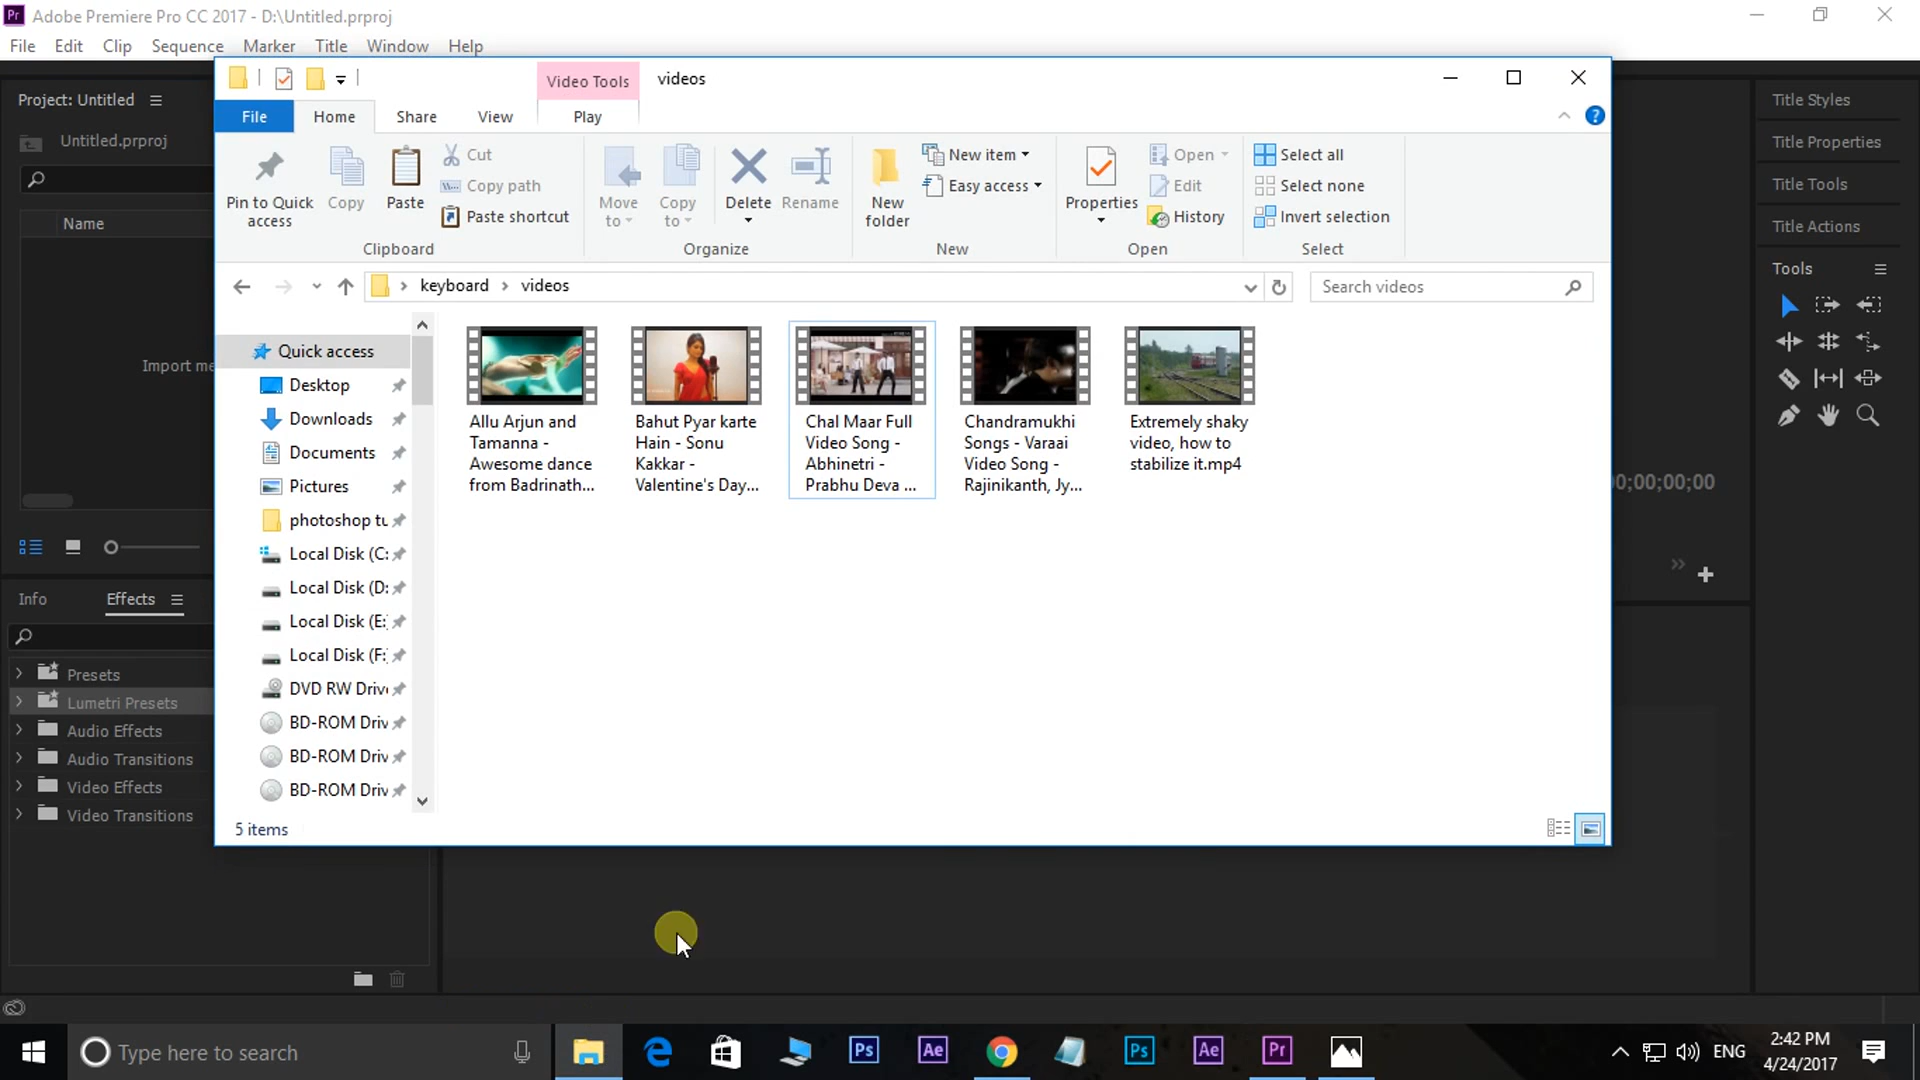 Adobe Premiere Pro CC 2017 - D:\Untitled.prproj
File Edit Clip Sequence Marker Title Window Help
Project: Untitled
Untitled.prproj
Name
Import me
Info Effects
Presets
Lumetri Presets
Audio Effects
Audio Transitions
Video Effects
Video Transitions
Video Tools videos
File Home Share View Play
Pin to Quick access
Copy
Paste
Cut
Copy path
Paste shortcut
Clipboard
Move to
Copy to
Delete
Rename
Organize
New folder
New item
Easy access
New
Properties
Open
Edit
History
Open
Select all
Select none
Invert selection
Select
keyboard videos
Search videos
Quick access
Desktop
Downloads
Documents
Pictures
photoshop tu
Local Disk (C:
Local Disk (D:
Local Disk (E:
Local Disk (F:
DVD RW Driv
BD-ROM Driv
BD-ROM Driv
BD-ROM Driv
Allu Arjun and
Tamanna -
Awesome dance
from Badrinath...
Bahut Pyar karte
Hain - Sonu
Kakkar -
Valentine's Day...
Chal Maar Full
Video Song -
Abhinetri -
Prabhu Deva ...
Chandramukhi
Songs - Varaai
Video Song -
Rajinikanth, Jy...
Extremely shaky
video, how to
stabilize it.mp4
5 items
Title Styles
Title Properties
Title Tools
Title Actions
Tools
00;00;00;00
Type here to search
Ps
Ae
Ps
Ae
Pr
ENG
2:42 PM
4/24/2017